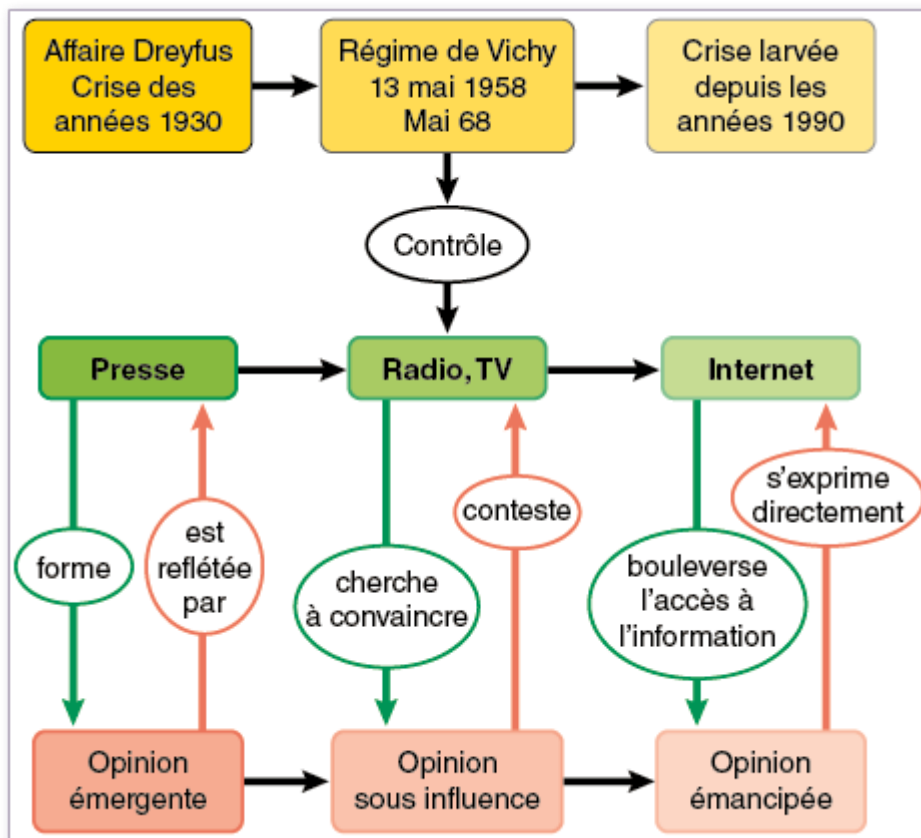 Affaire Dreyfus
Crise des
années 1930
Régime de Vichy
13 mai 1958
Mai 68
Crise larvée
depuis les
années 1990
Contrôle
Presse
Radio, TV
Internet
forme
est
reflétée
par
cherche
à convaincre
conteste
bouleverse
l'accès à
l'information
s'exprime
directement
Opinion
émergente
Opinion
sous influence
Opinion
émancipée